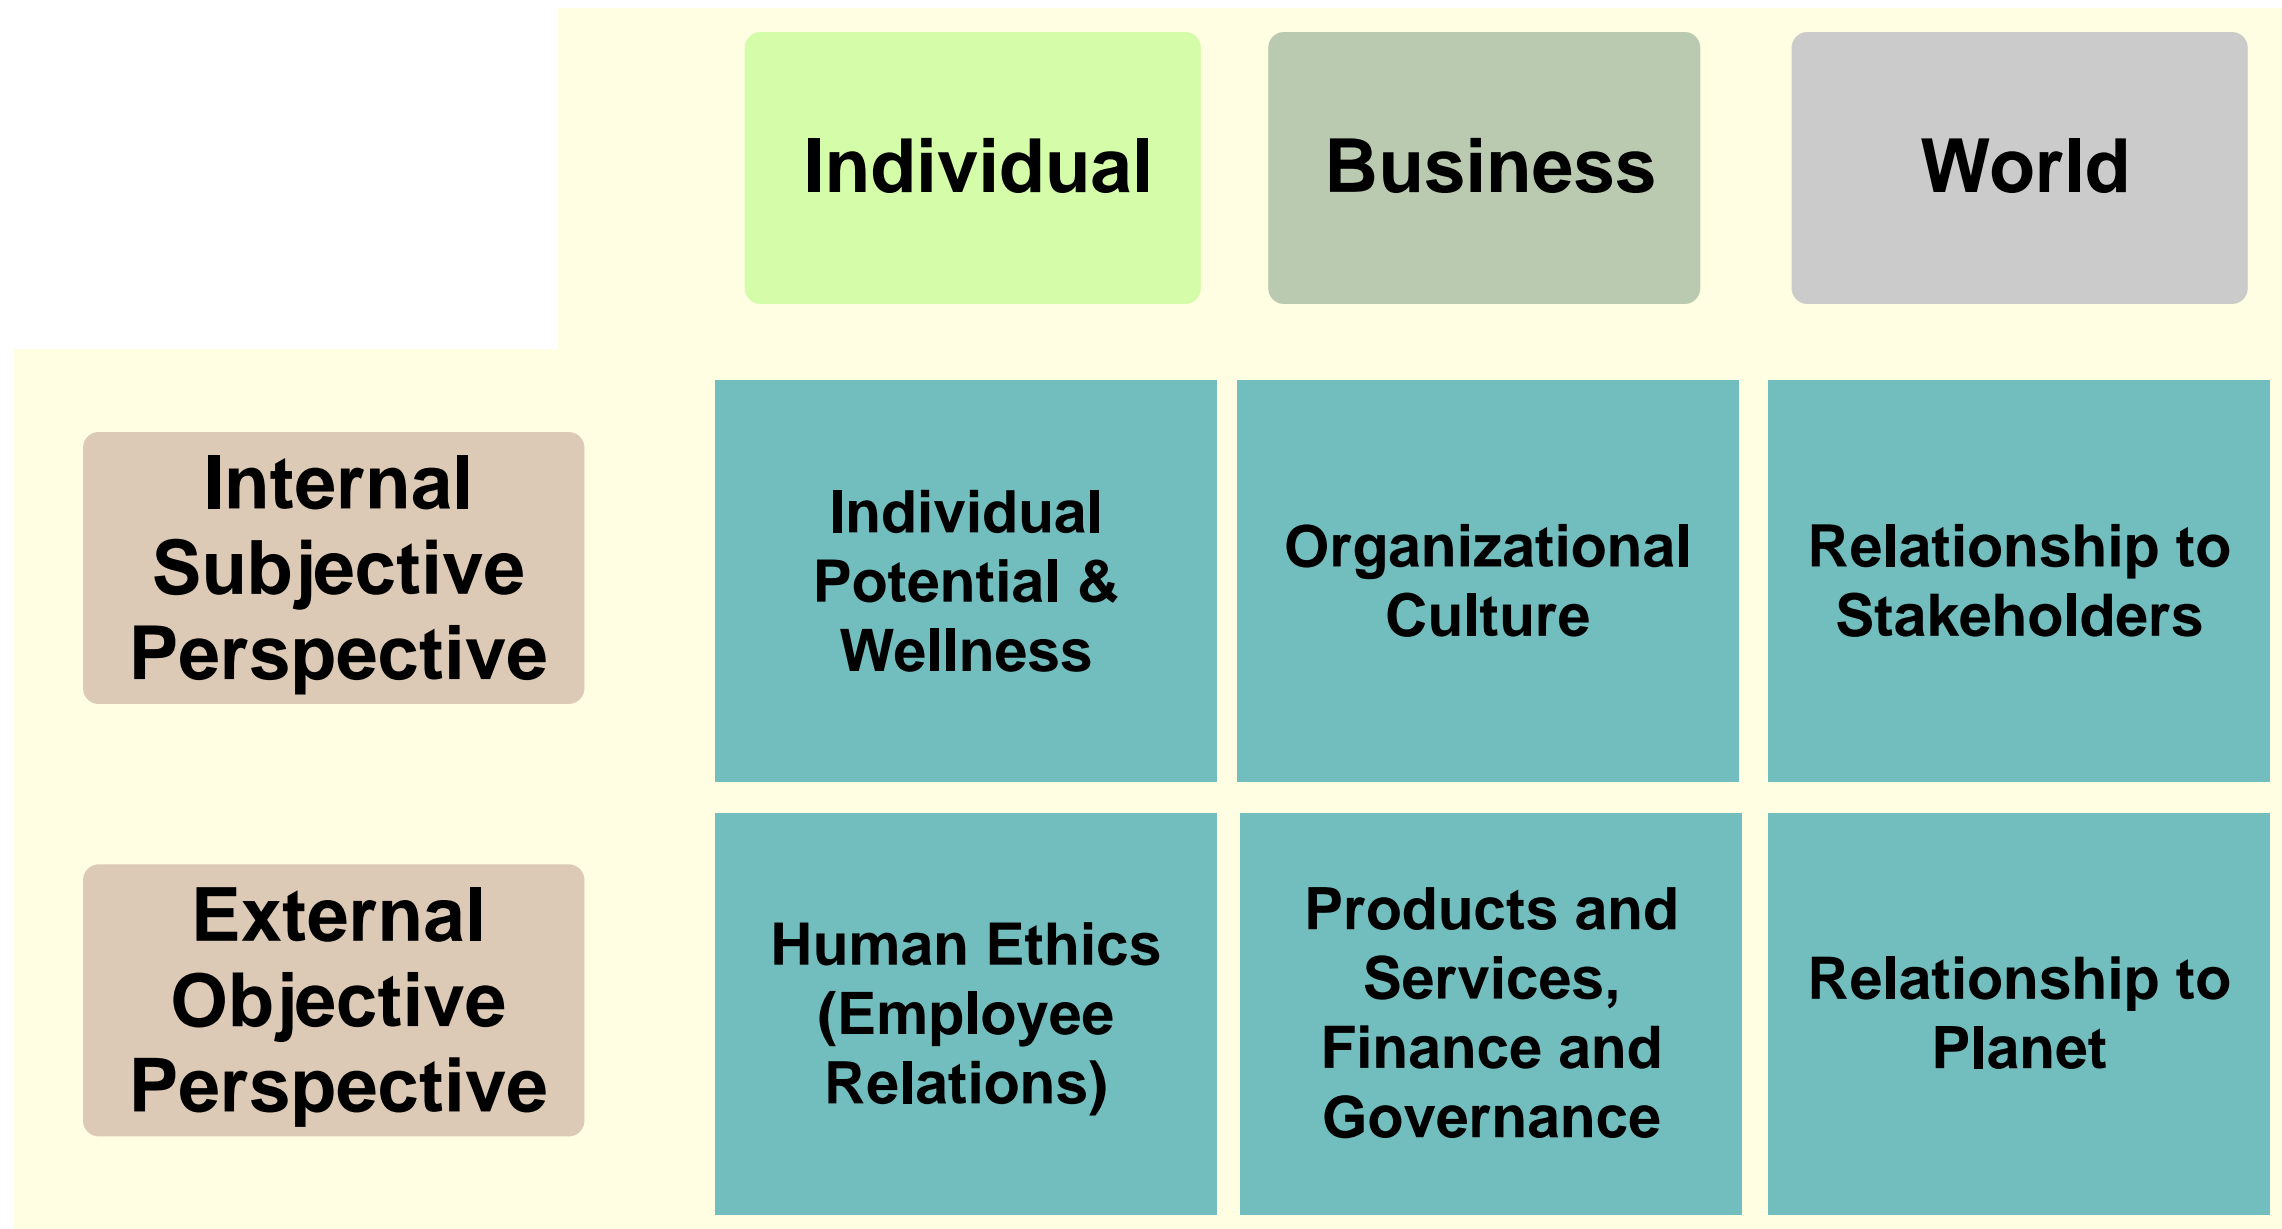 Individual
Business
World
Internal
Subjective
Perspective
Individual
Potential &
Wellness
Organizational
Culture
Relationship to
Stakeholders
External
Objective
Perspective
Human Ethics
(Employee
Relations)
Products and
Services,
Finance and
Governance
Relationship to
Planet